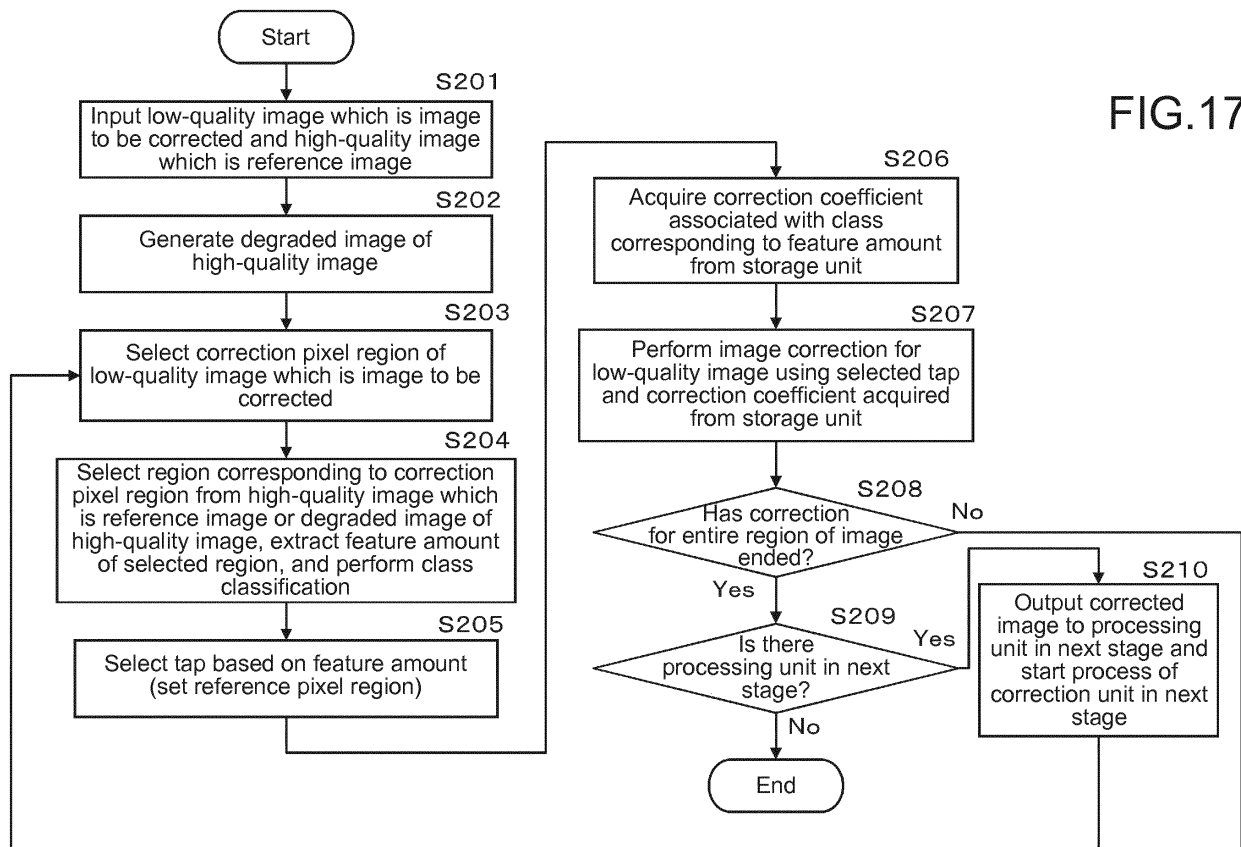 FIG.17
Start
S201
Input low-quality image which is image
to be corrected and high-quality image
which is reference image
S202
Generate degraded image of
high-quality image
S203
Select correction pixel region of
low-quality image which is image to be
corrected
S204
Select region corresponding to correction
pixel region from high-quality image which
is reference image or degraded image of
high-quality image, extract feature amount
of selected region, and perform class
classification
S205
Select tap based on feature amount
(set reference pixel region)
S206
Acquire correction coefficient
associated with class
corresponding to feature amount
from storage unit
S207
Perform image correction for
low-quality image using selected tap
and correction coefficient acquired
from storage unit
S208
Has correction
for entire region of image
ended?
No
Yes
S209
Is there
processing unit in next
stage?
Yes
No
S210
Output corrected
image to processing
unit in next stage and
start process of
correction unit in next
stage
End